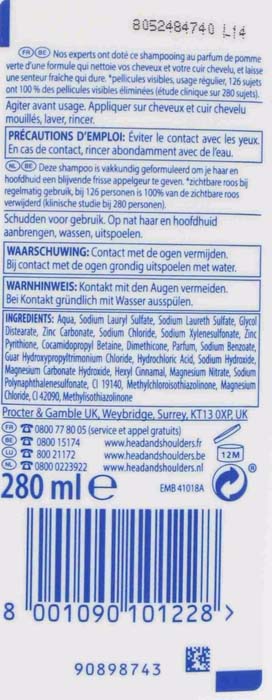 8052484740 L14
FR BE Nos experts ont doté ce shampooing au parfum de pomme
verte d'une formule qui nettoie vos cheveux et votre cuir chevelu, et laisse
une senteur fraîche qui dure. *pellicules visibles, usage régulier, 126 sujets
ont 100 % des pellicules visibles éliminées (étude clinique sur 280 sujets).
Agiter avant usage. Appliquer sur cheveux et cuir chevelu
mouillés, laver, rincer.
PRÉCAUTIONS D'EMPLOI: Éviter le contact avec les yeux.
En cas de contact, rincer abondamment avec de l'eau.
NL BE Deze shampoo is vakkundig geformuleerd om je haar en
hoofdhuid een blijvende frisse appelgeur te geven. *zichtbare roos bij
regelmatig gebruik, bij 126 personen is 100% van de zichtbare roos
verwijderd (klinische studie bij 280 personen).
Schudden voor gebruik. Op nat haar en hoofdhuid
aanbrengen, wassen, uitspoelen.
WAARSCHUWING: Contact met de ogen vermijden.
Bij contact met de ogen grondig uitspoelen met water.
WARNHINWEIS: Kontakt mit den Augen vermeiden.
Bei Kontakt gründlich mit Wasser ausspülen.
INGREDIENTS: Aqua, Sodium Lauryl Sulfate, Sodium Laureth Sulfate, Glycol
Distearate, Zinc Carbonate, Sodium Chloride, Sodium Xylenesulfonate, Zinc
Pyrithione, Cocamidopropyl Betaine, Dimethicone, Parfum, Sodium Benzoate,
Guar Hydroxypropyltrimonium Chloride, Hydrochloric Acid, Sodium Hydroxide,
Magnesium Carbonate Hydroxide, Hexyl Cinnamal, Magnesium Nitrate, Sodium
Polynaphthalenesulfonate, CI 19140, Methylchloroisothiazolinone, Magnesium
Chloride, CI 42090, Methylisothiazolinone
Procter & Gamble UK, Weybridge, Surrey, KT13 0XP, UK
FR 0800 77 80 05 (service et appel gratuits)
BE 0800 15174 www.headandshoulders.fr
LU 800 21172 www.headandshoulders.be
NL 0800 0223922 www.headandshoulders.nl
12M
280 ml e
EMB 41018A
8 001090 101228 >
90898743